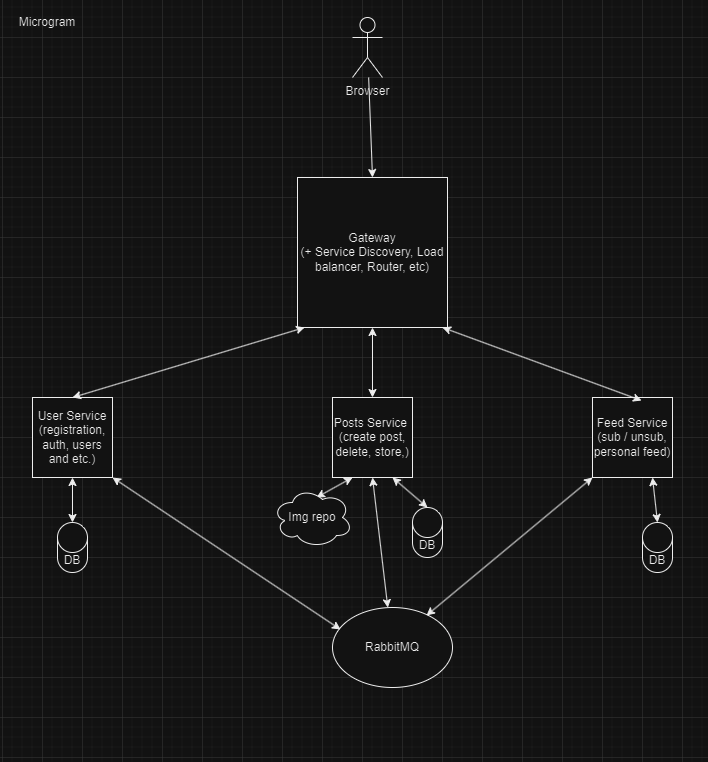 Microgram
Browser
Gateway
(+ Service Discovery, Load
balancer, Router, etc)
User Service
(registration,
auth, users
and etc.)
Posts Service
(create post,
delete, store,)
Feed Service
(sub / unsub,
personal feed)
Img repo
DB
DB
DB
RabbitMQ